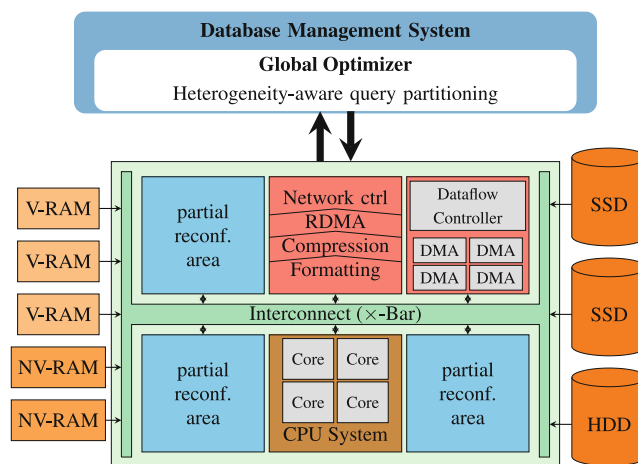 Database Management System
Global Optimizer
Heterogeneity-aware query partitioning
V-RAM
V-RAM
V-RAM
NV-RAM
NV-RAM
partial
reconf.
area
Network ctrl
RDMA
Compression
Formatting
Dataflow
Controller
DMA DMA
DMA DMA
Interconnect (×-Bar)
partial
reconf.
area
Core Core
Core Core
CPU System
partial
reconf.
area
SSD
SSD
HDD